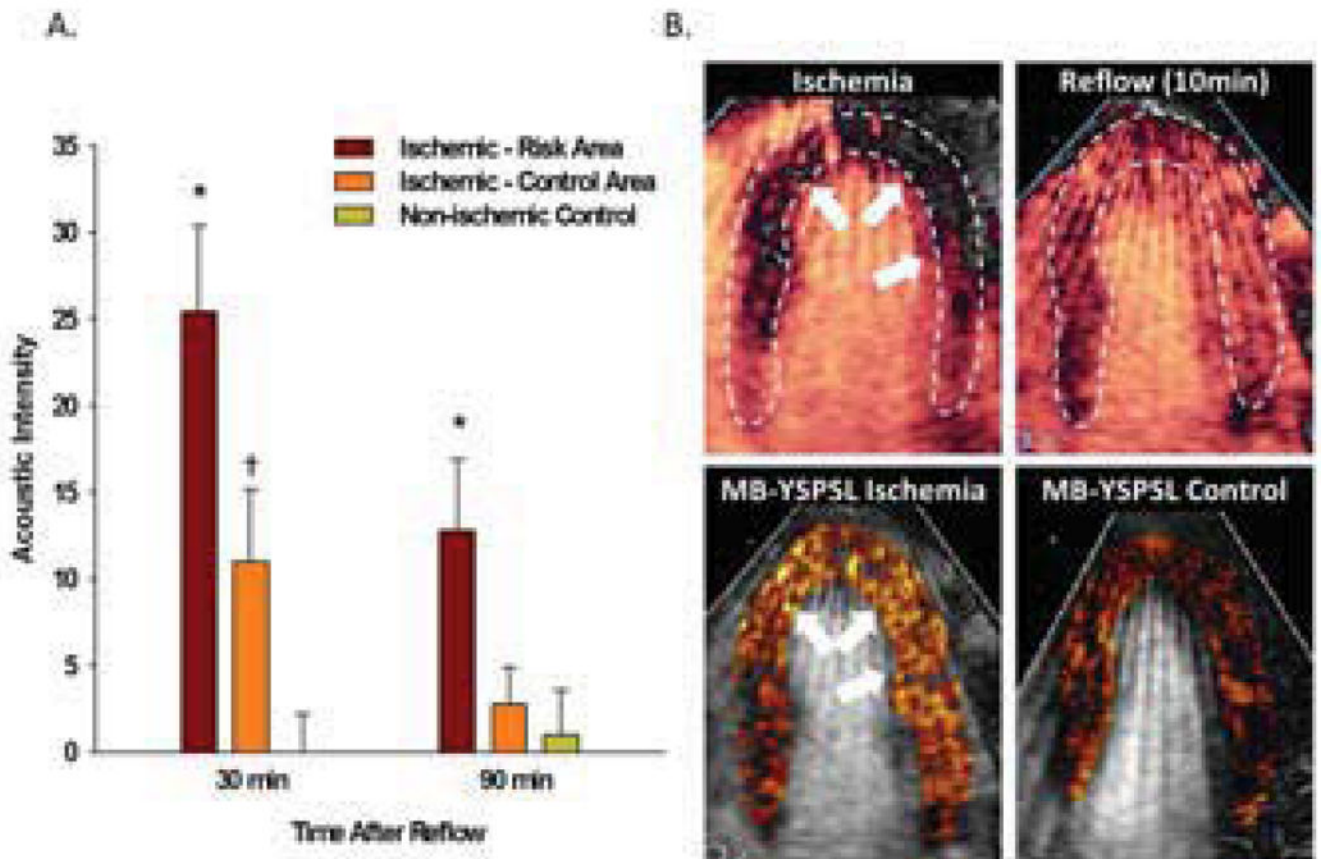 A.
Ischemic - Risk Area
Ischemic - Control Area
Non-ischemic Control
Acoustic Intensity
35
30
25
20
15
10
5
0
*
†
*
30 min
90 min
Time After Reflow
B.
Ischemia
Reflow (10min)
MB-YSPSL Ischemia
MB-YSPSL Control